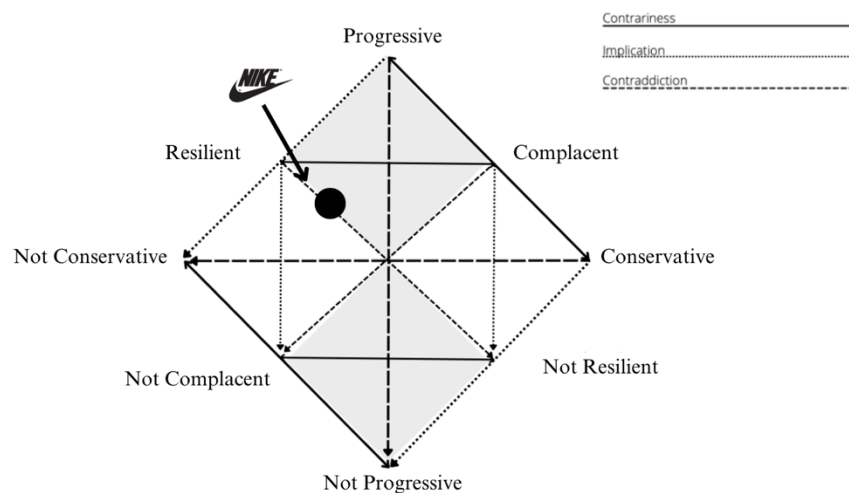 Contrariness
Implication
Contraddiction
Progressive
NIKE
Resilient
Complacent
Not Conservative
Conservative
Not Complacent
Not Resilient
Not Progressive